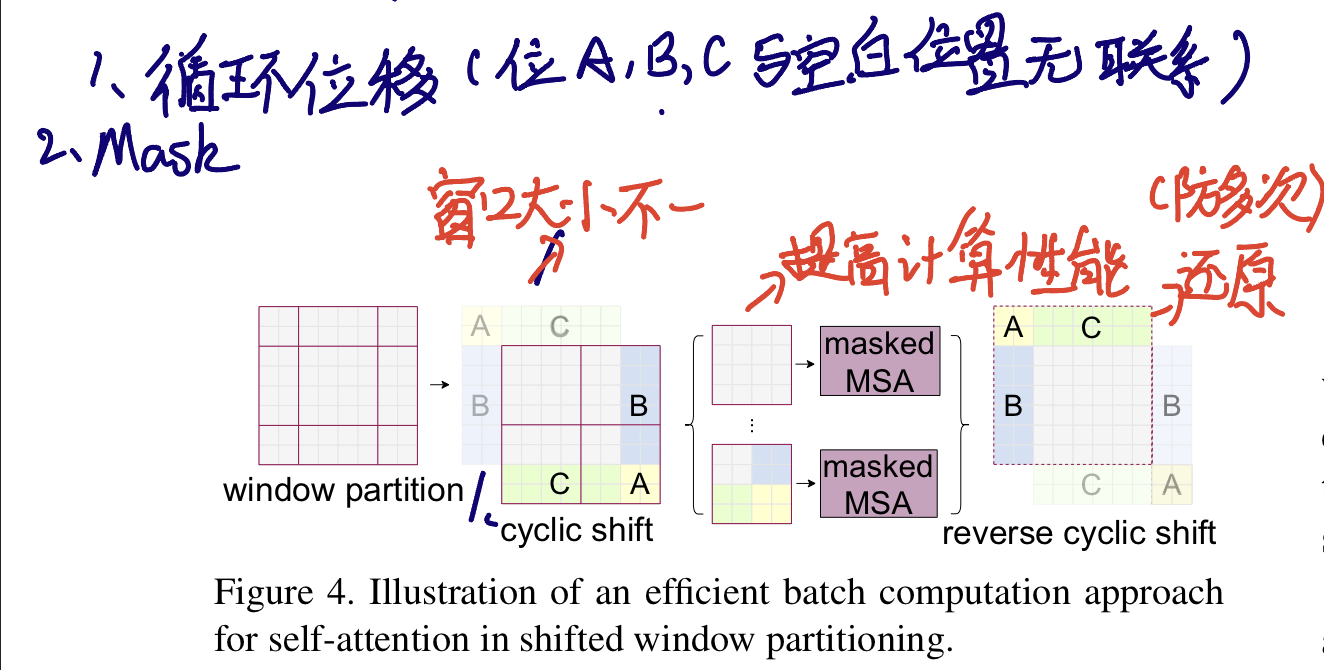 1、循环位移(位A,B,C与空白位置无联系)
2、Mask
窗口大小不一
提高计算性能
(防多次)
还原
A C
B
B
C A
masked
MSA
⋮
masked
MSA
A C
B
B
C A
window partition
1、
cyclic shift
reverse cyclic shift
Figure 4. Illustration of an efficient batch computation approach
for self-attention in shifted window partitioning.